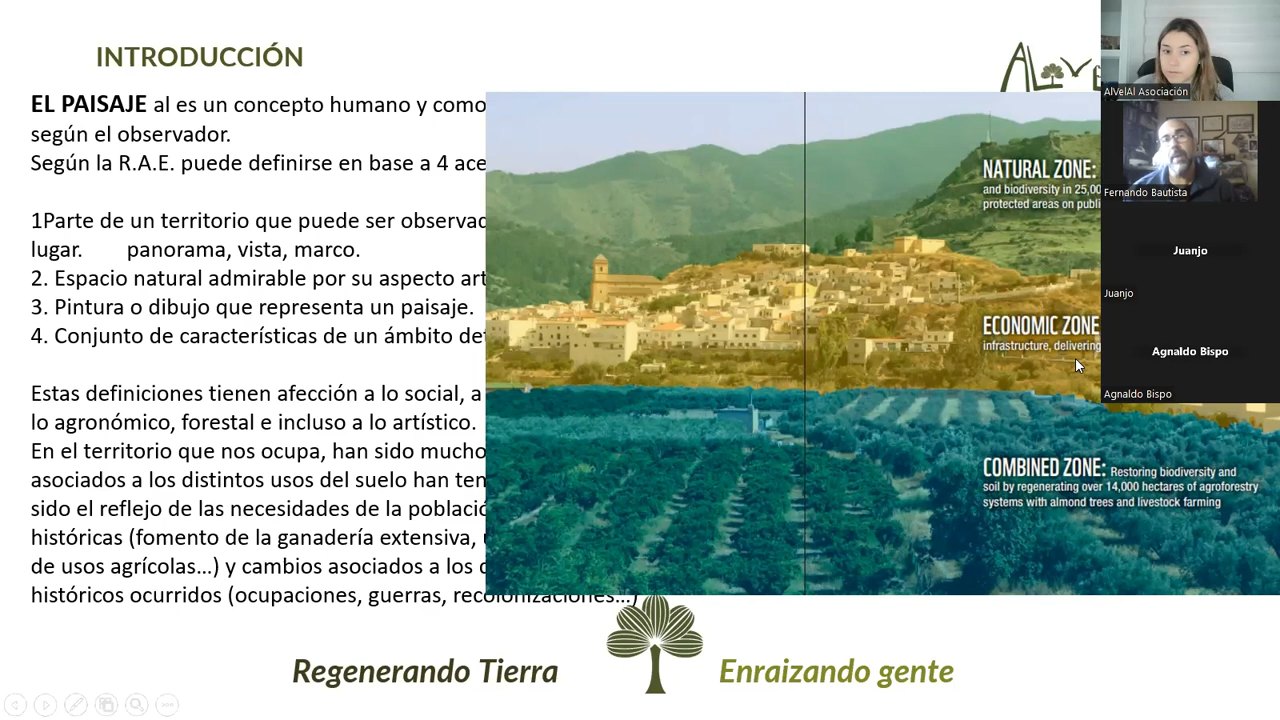 INTRODUCCIÓN
EL PAISAJE al es un concepto humano y como
según el observador.
Según la R.A.E. puede definirse en base a 4 ace
1Parte de un territorio que puede ser observad
lugar. panorama, vista, marco.
2. Espacio natural admirable por su aspecto art
3. Pintura o dibujo que representa un paisaje.
4. Conjunto de características de un ámbito det
Estas definiciones tienen afección a lo social, a
lo agronómico, forestal e incluso a lo artístico.
En el territorio que nos ocupa, han sido mucho
asociados a los distintos usos del suelo han ten
sido el reflejo de las necesidades de la població
históricas (fomento de la ganadería extensiva,
de usos agrícolas...) y cambios asociados a los
históricos ocurridos (ocupaciones, guerras, recolonizaciones...)
NATURAL ZONE:
and biodiversity in 25,00
protected areas on publi
ECONOMIC ZONE
infrastructure, delivering
COMBINED ZONE: Restoring biodiversity and
soil by regenerating over 14,000 hectares of agroforestry
systems with almond trees and livestock farming
Regenerando Tierra
Enraizando gente
ALVE
AlVelAl Asociación
Fernando Bautista
Juanjo
Juanjo
Agnaldo Bispo
Agnaldo Bispo